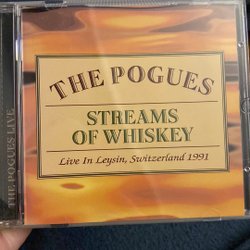 THE POGUES
STREAMS
OF WHISKEY
Live In Leysin, Switzerland 1991
THE POGUES LIVE